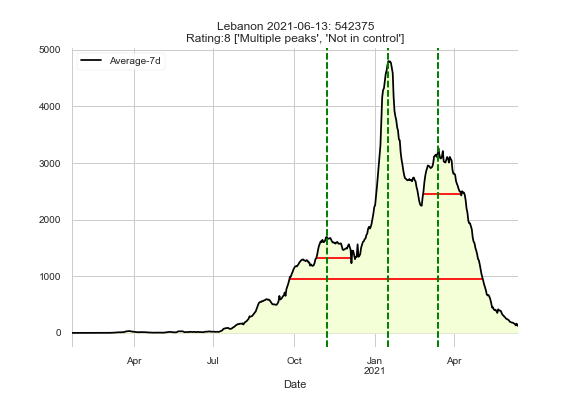 Lebanon 2021-06-13: 542375
Rating:8 ['Multiple peaks', 'Not in control']
Average-7d
5000
4000
3000
2000
1000
0
Apr
Jul
Oct
Jan
2021
Apr
Date